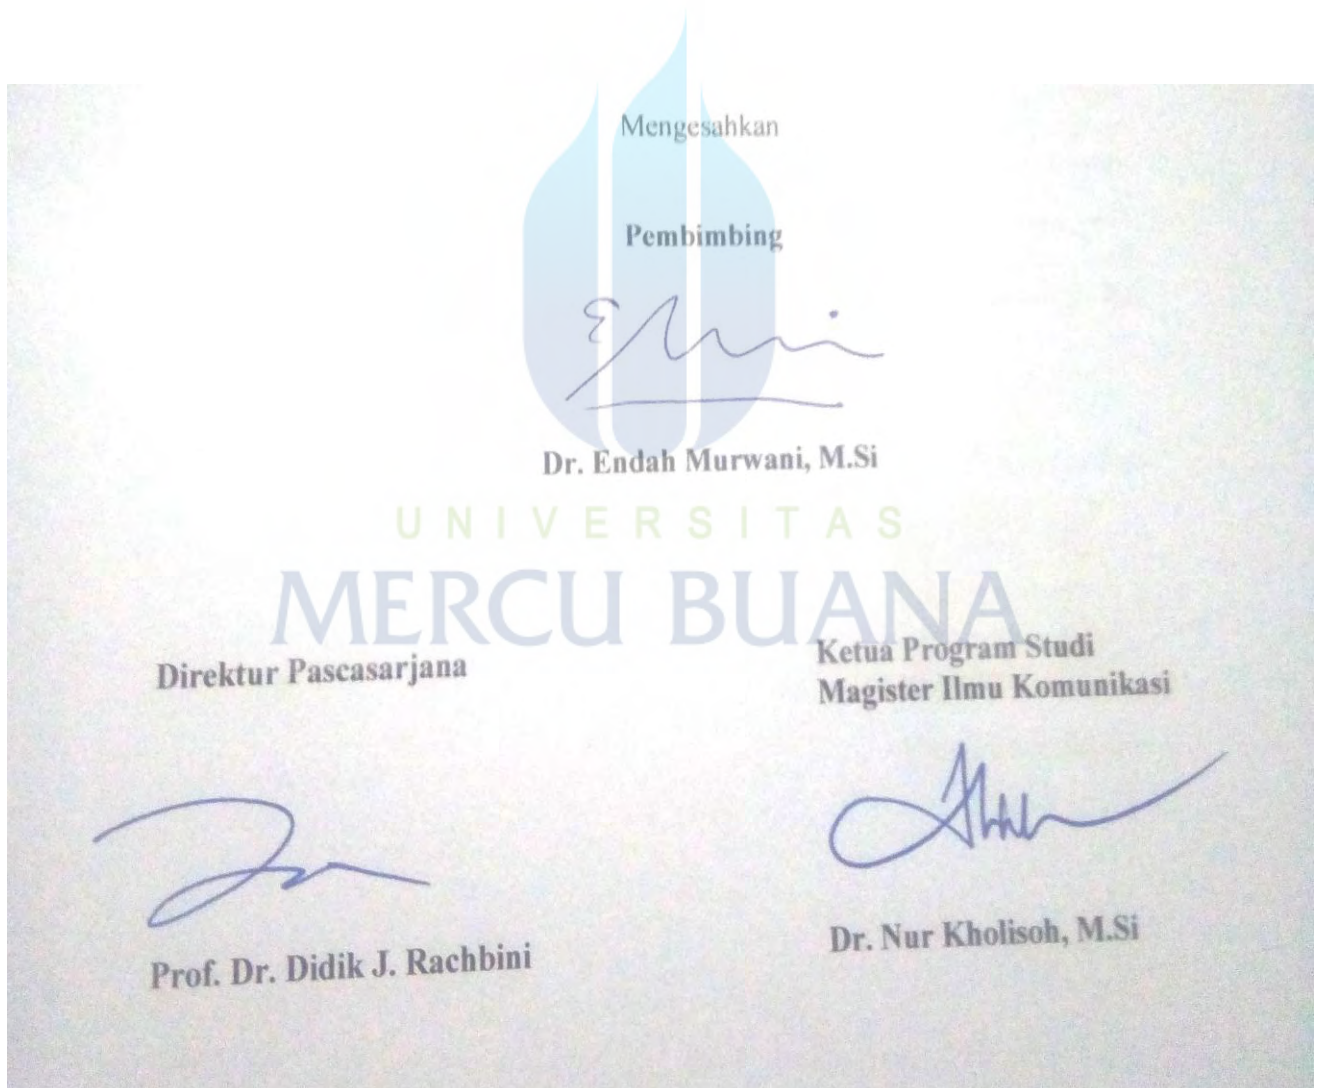 Mengesahkan
Pembimbing
Dr. Endah Murwani, M.Si
UNIVERSITAS
MERCU BUANA
Direktur Pascasarjana
Ketua Program Studi
Magister Ilmu Komunikasi
Prof. Dr. Didik J. Rachbini
Dr. Nur Kholisoh, M.Si